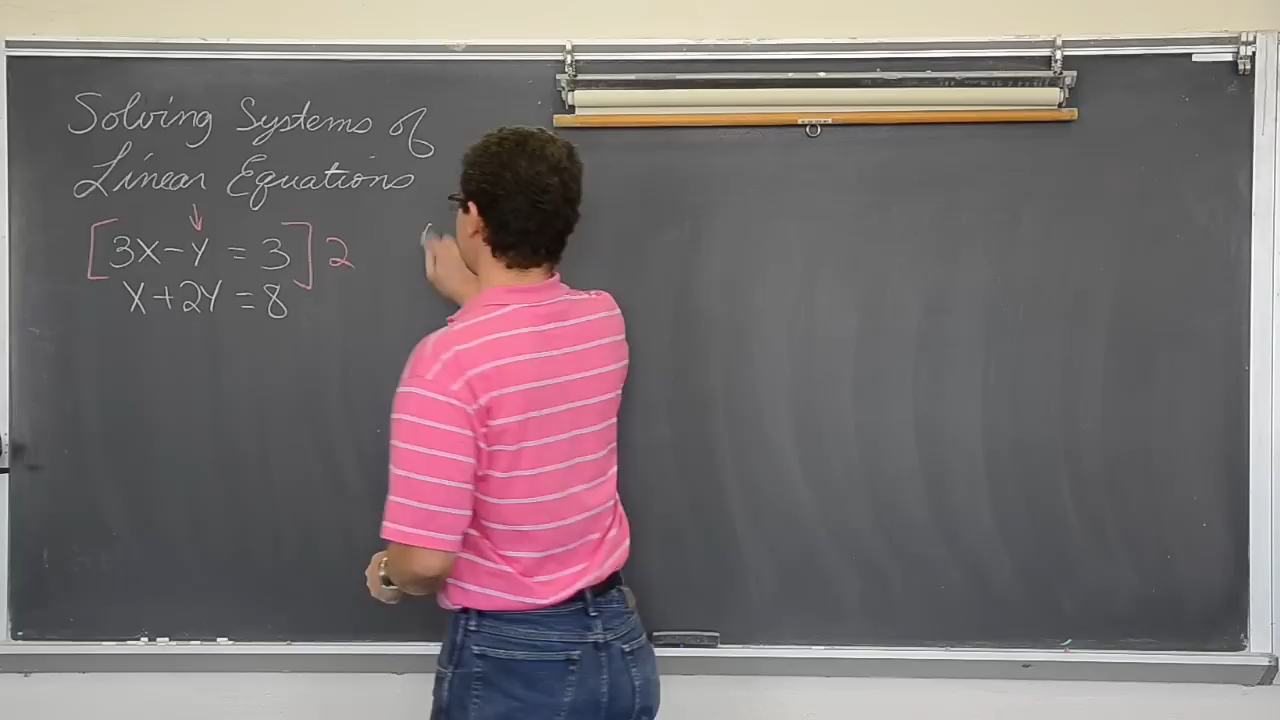 Solving Systems of
Linear Equations
[3X-Y = 3] 2
X+2Y = 8